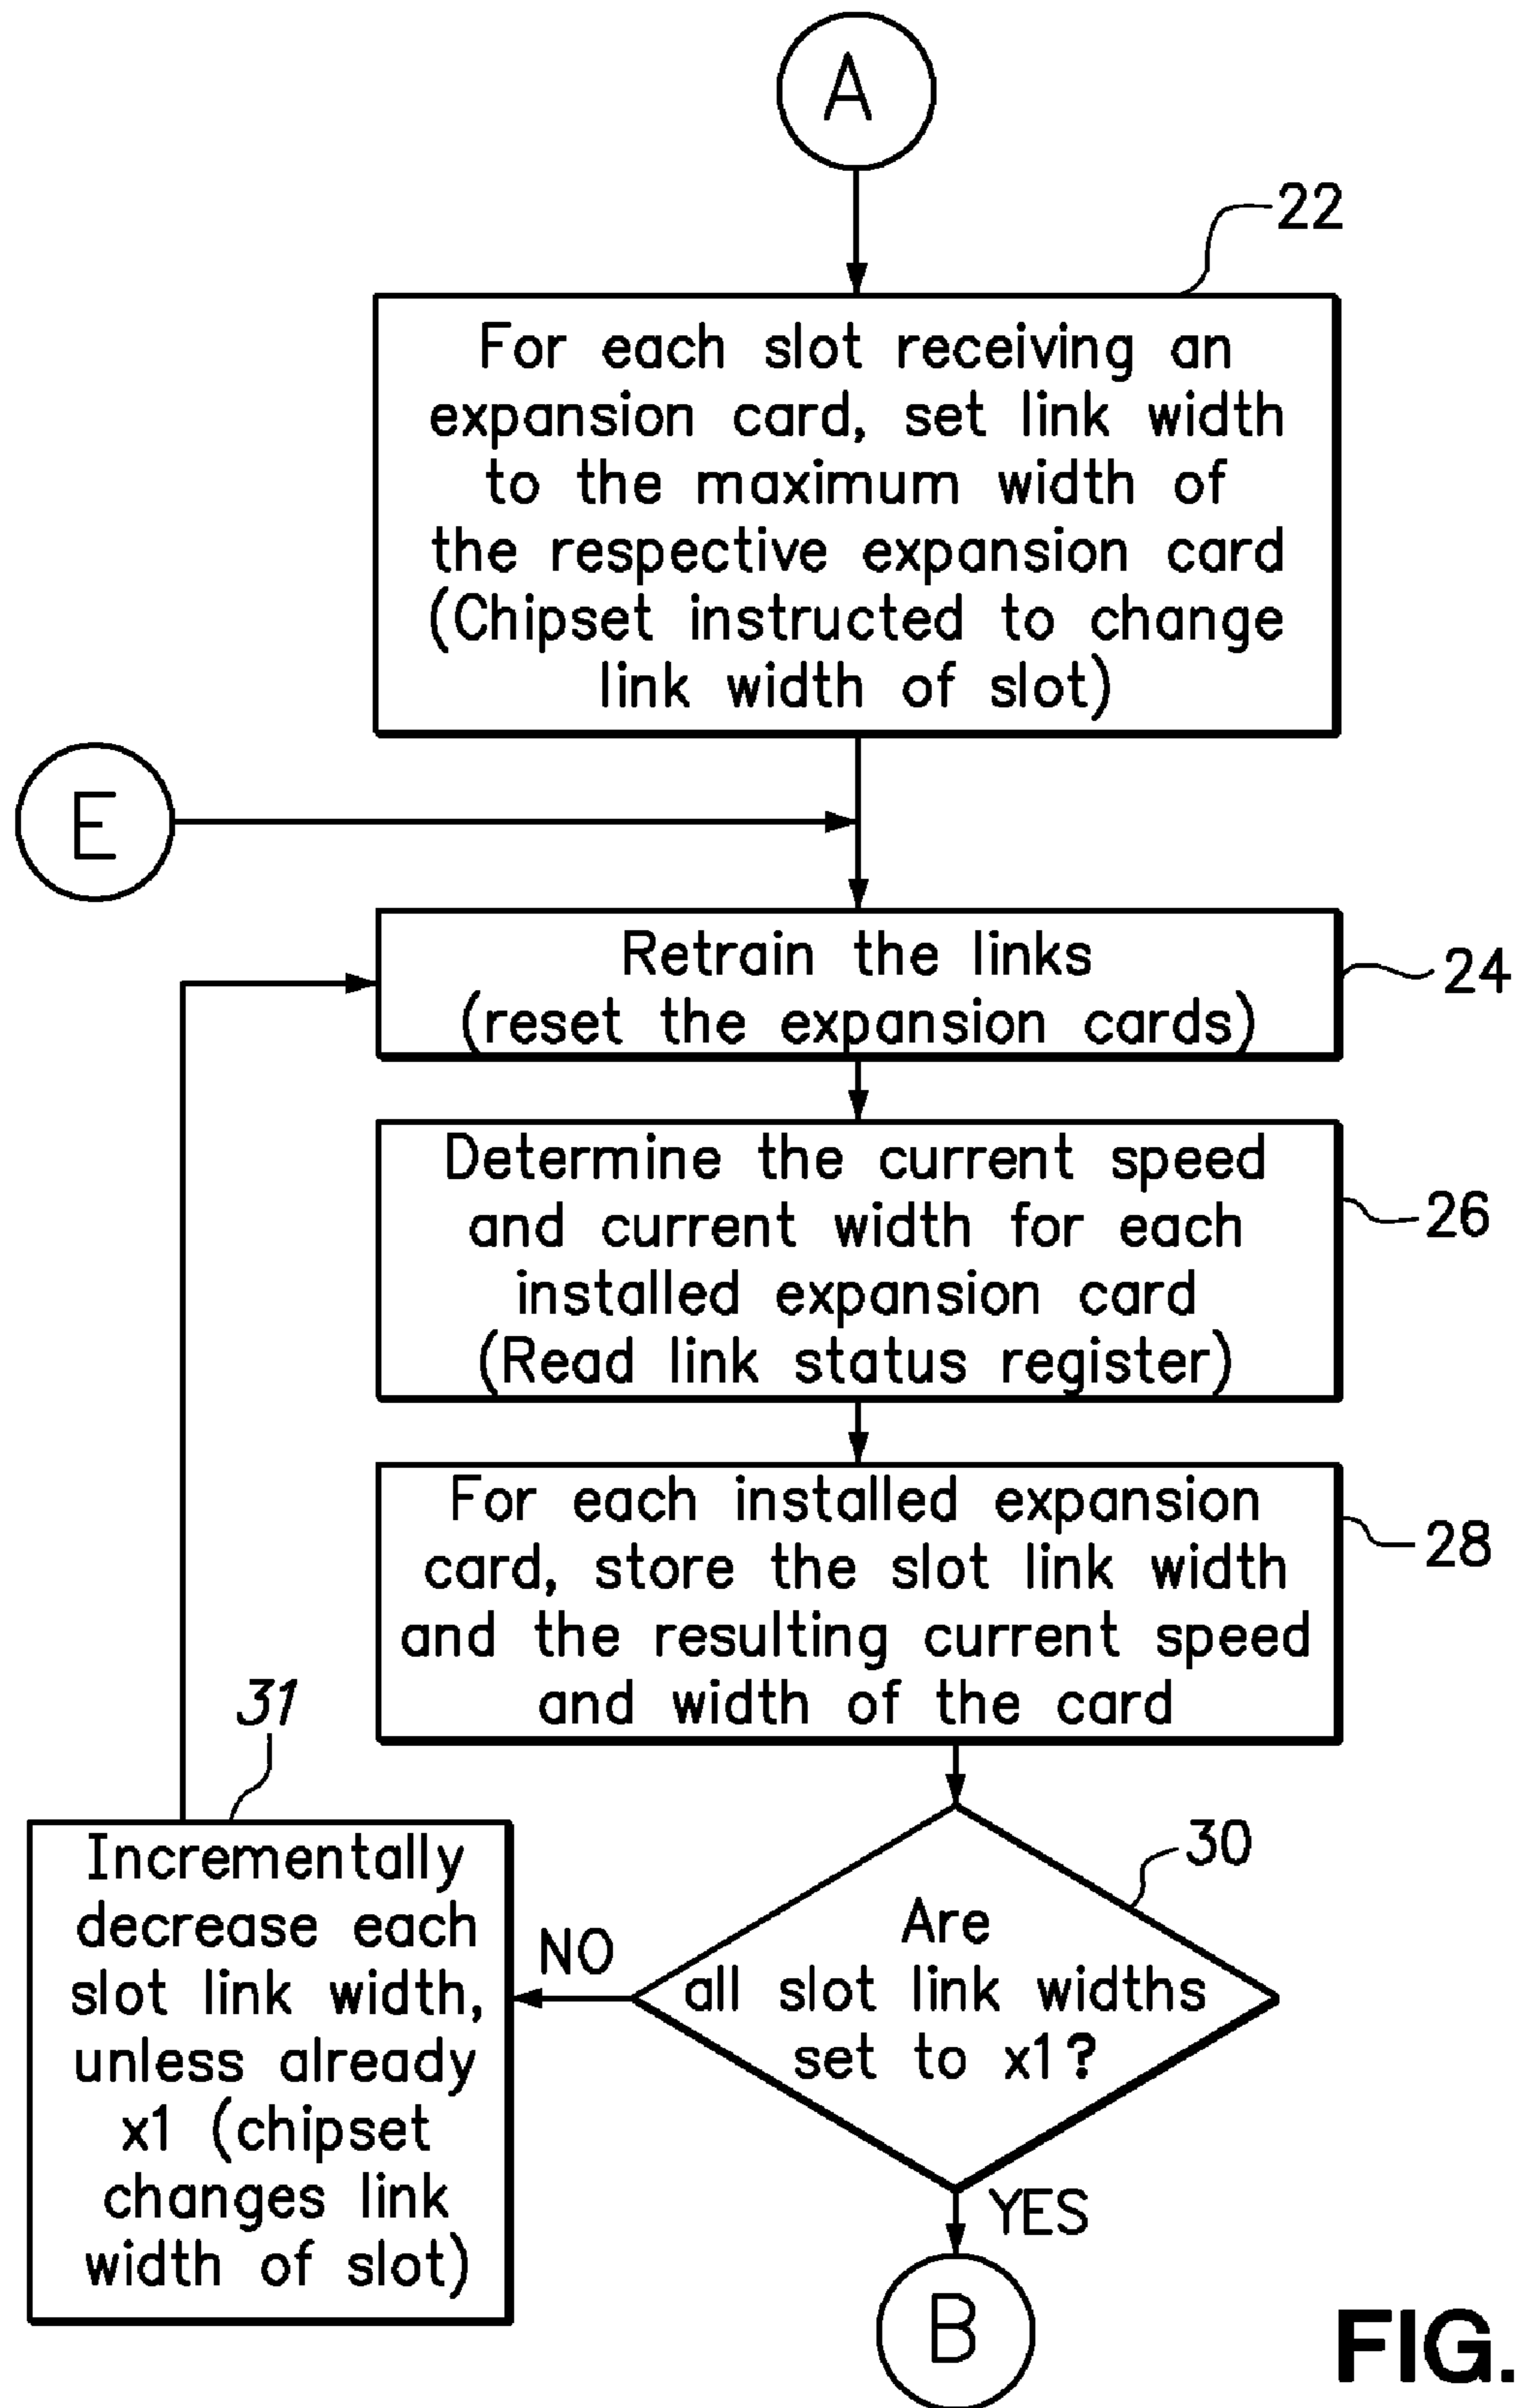 A
22
For each slot receiving an
expansion card, set link width
to the maximum width of
the respective expansion card
(Chipset instructed to change
link width of slot)
E
Retrain the links
(reset the expansion cards)
24
Determine the current speed
and current width for each
installed expansion card
(Read link status register)
26
For each installed expansion
card, store the slot link width
and the resulting current speed
and width of the card
28
31
Incrementally
decrease each
slot link width,
unless already
x1 (chipset
changes link
width of slot)
NO
30
Are
all slot link widths
set to x1?
YES
B
FIG.